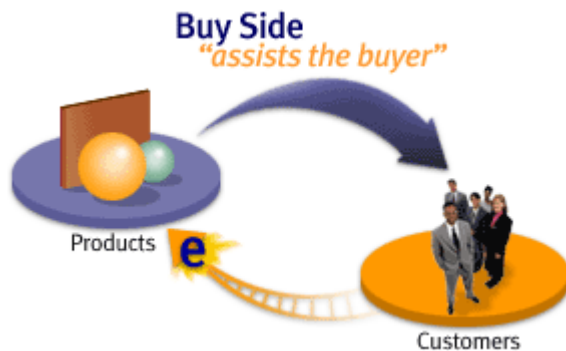 Buy Side
“assists the buyer”
Products
e
Customers